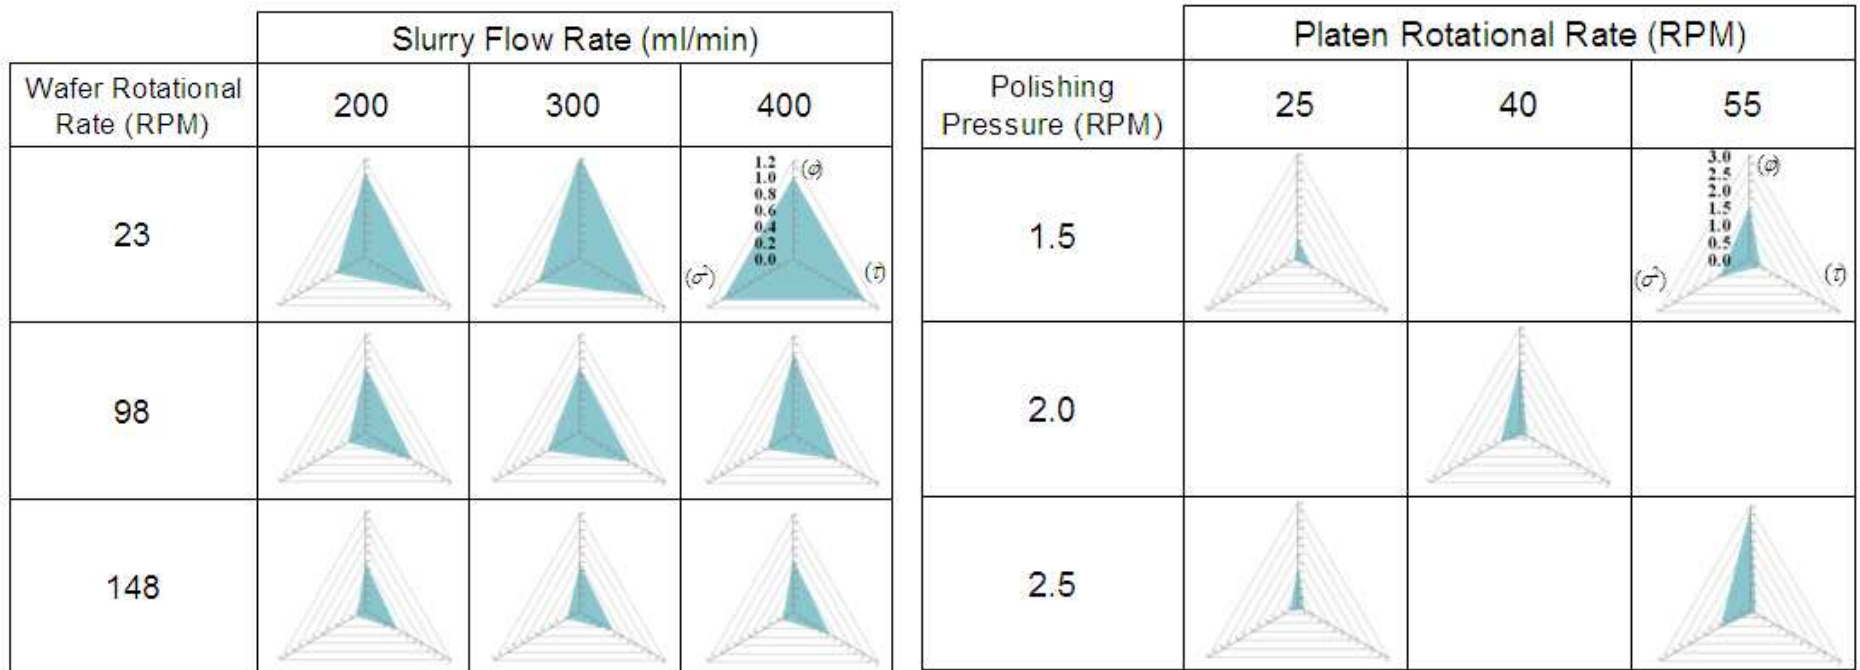 Slurry Flow Rate (ml/min)
Wafer Rotational
Rate (RPM)
200
300
400
23
1.2
1.0
0.8
0.6
0.4
0.2
0.0
(σ)
(τ)
98
148
Platen Rotational Rate (RPM)
Polishing
Pressure (RPM)
25
40
55
1.5
3.0
2.5
2.0
1.5
1.0
0.5
0.0
(σ)
(τ)
2.0
2.5